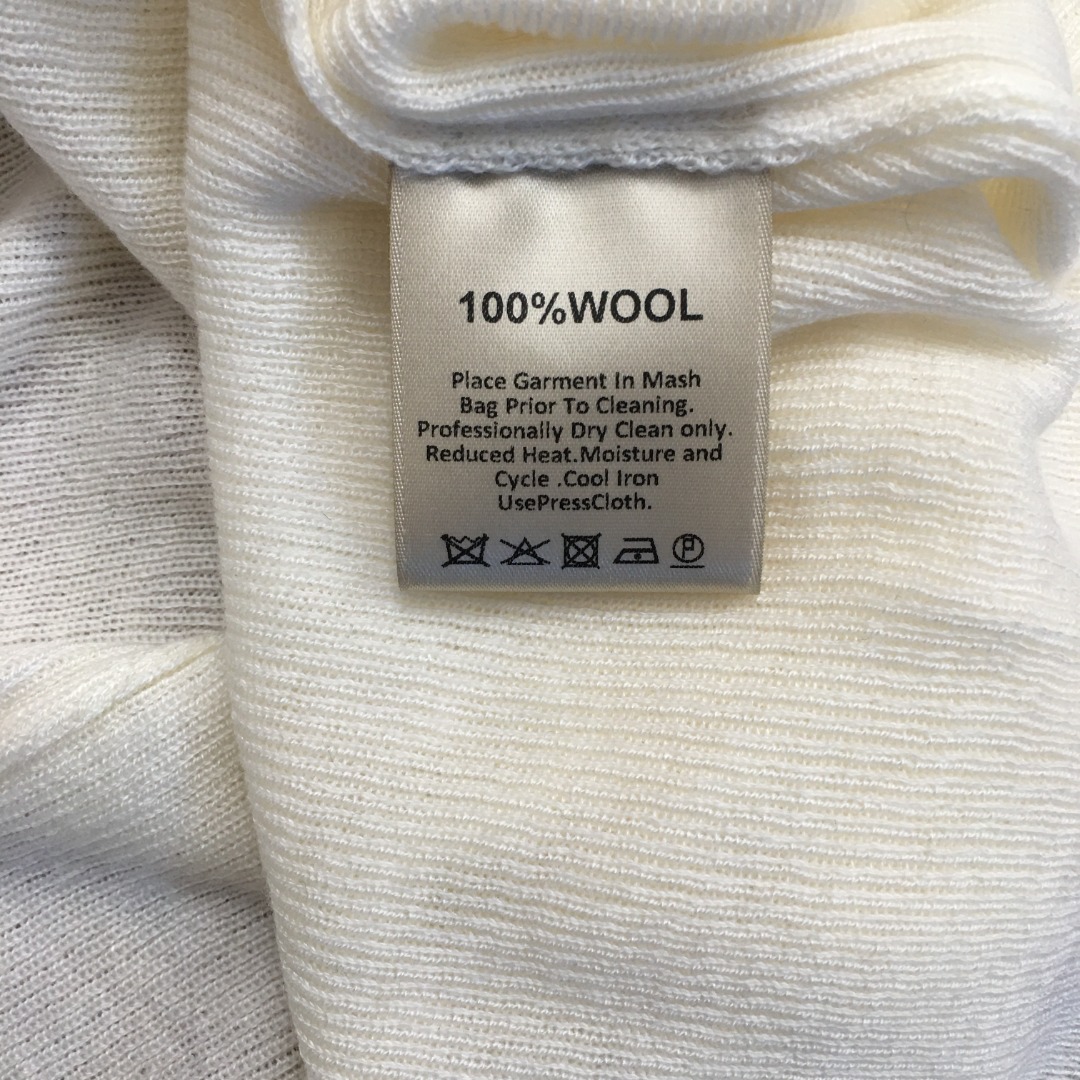 100%WOOL
Place Garment In Mash
Bag Prior To Cleaning.
Professionally Dry Clean only.
Reduced Heat.Moisture and
Cycle .Cool Iron
UsePressCloth.
P